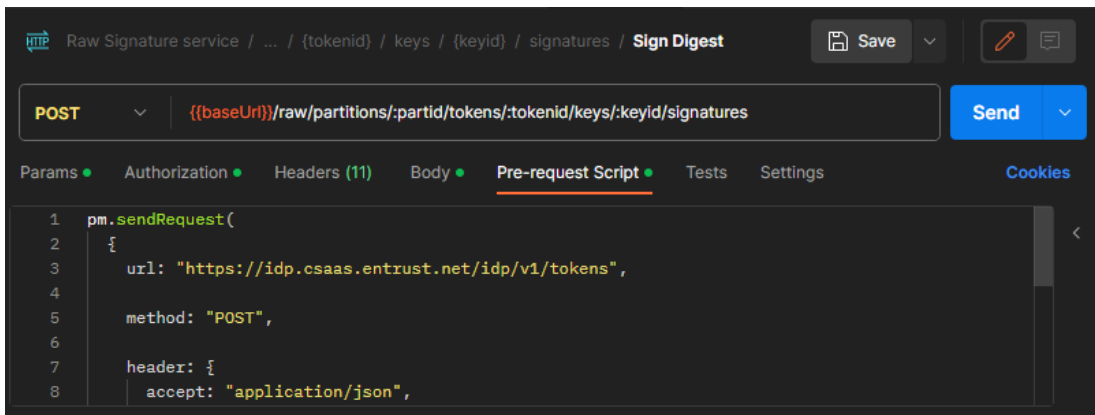 HTTP Raw Signature service / ... / {tokenid} / keys / {keyid} / signatures / Sign Digest Save
POST {{baseUrl}}/raw/partitions/:partid/tokens/:tokenid/keys/:keyid/signatures Send
Params Authorization Headers (11) Body Pre-request Script Tests Settings Cookies
1 pm.sendRequest(
2 {
3 url: "https://idp.csaas.entrust.net/idp/v1/tokens",
4
5 method: "POST",
6
7 header: {
8 accept: "application/json",